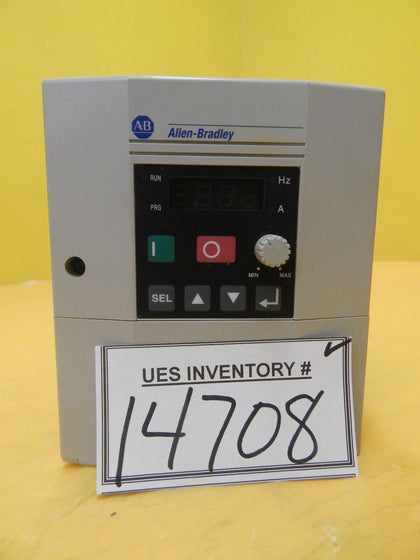 AB
Allen-Bradley
RUN
Hz
PRG
A
I
O
MIN
MAX
SEL
UES INVENTORY #
14708